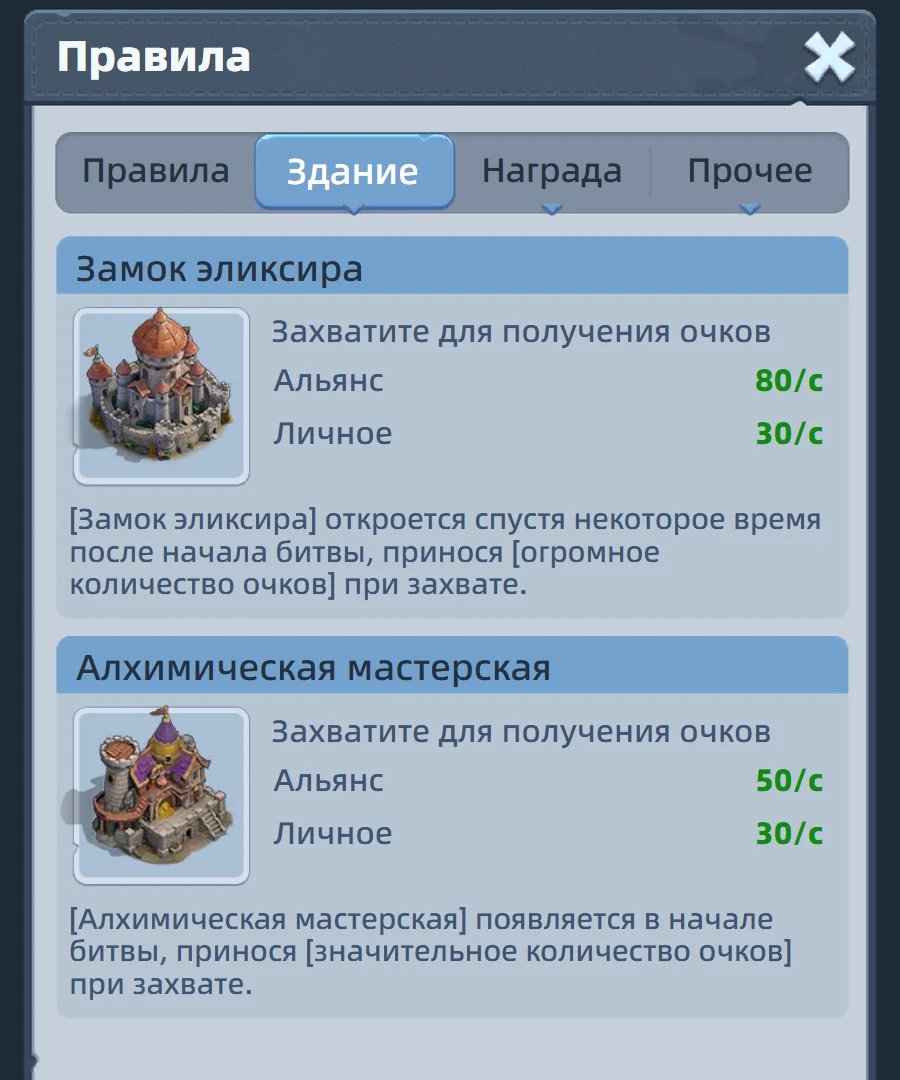 Правила
Правила Здание Награда Прочее
Замок эликсира
Захватите для получения очков
Альянс 80/с
Личное 30/с
[Замок эликсира] откроется спустя некоторое время
после начала битвы, принося [огромное
количество очков] при захвате.
Алхимическая мастерская
Захватите для получения очков
Альянс 50/с
Личное 30/с
[Алхимическая мастерская] появляется в начале
битвы, принося [значительное количество очков]
при захвате.